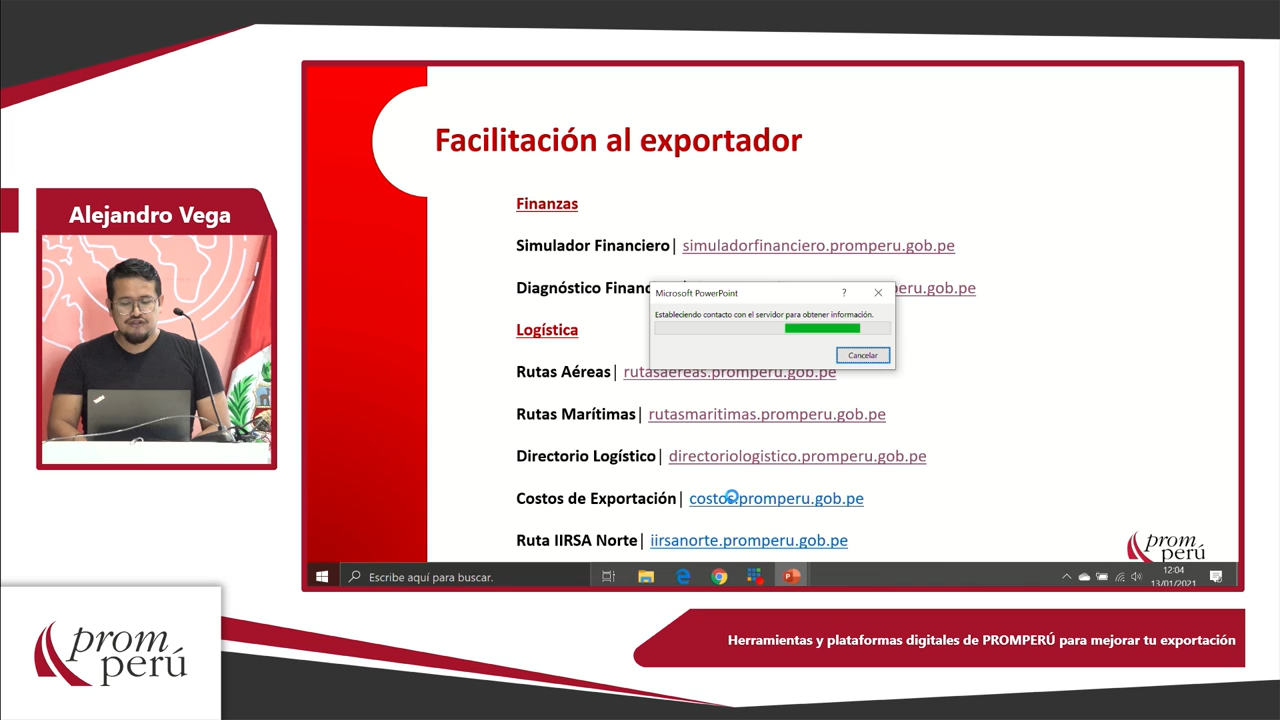 Alejandro Vega
Facilitación al exportador
Finanzas
Simulador Financiero| simuladorfinanciero.promperu.gob.pe
Diagnóstico Financ peru.gob.pe
Microsoft PowerPoint
Estableciendo contacto con el servidor para obtener información.
Cancelar
Logística
Rutas Aéreas| rutasaereas.promperu.gob.pe
Rutas Marítimas| rutasmaritimas.promperu.gob.pe
Directorio Logístico| directoriologistico.promperu.gob.pe
Costos de Exportación| costos.promperu.gob.pe
Ruta IIRSA Norte| iirsanorte.promperu.gob.pe
prom
perú
Escribe aquí para buscar.
12:04
13/01/2021
Herramientas y plataformas digitales de PROMPERÚ para mejorar tu exportación
prom
perú